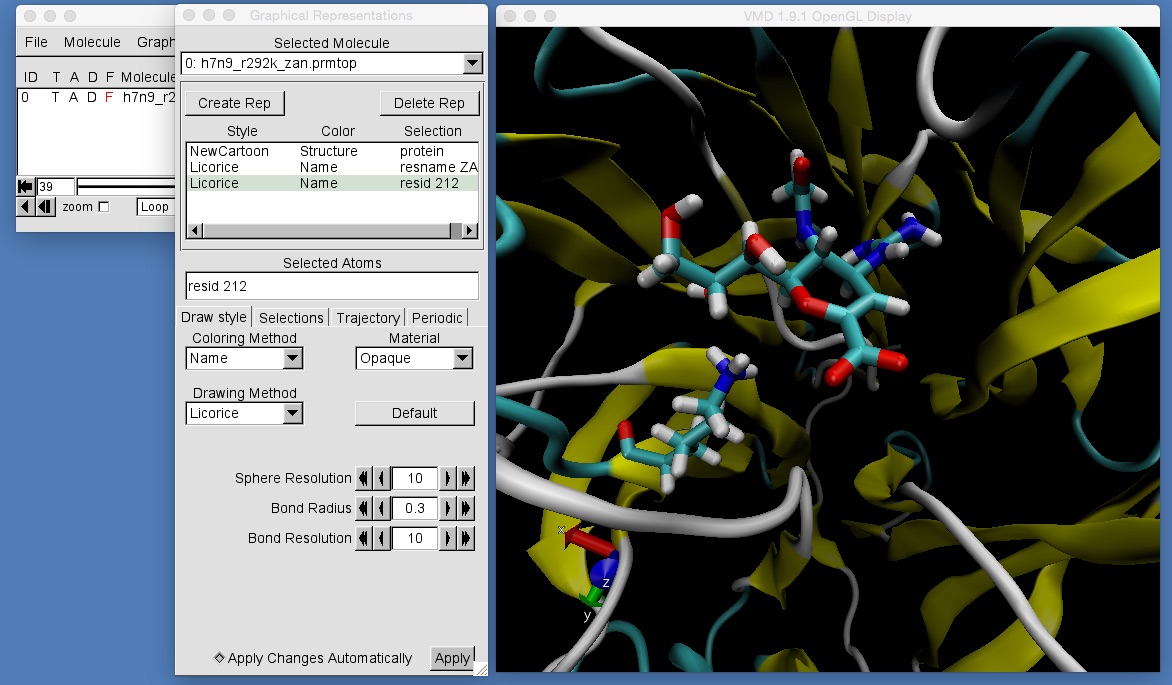 Graphical Representations
VMD 1.9.1 OpenGL Display
File Molecule Graph
ID T A D F Molecule
0 T A D F h7n9_r2
39
zoom Loop
Selected Molecule
0: h7n9_r292k_zan.prmtop
Create Rep Delete Rep
Style Color Selection
NewCartoon Structure protein
Licorice Name resname ZA
Licorice Name resid 212
Selected Atoms
resid 212
Draw style Selections Trajectory Periodic
Coloring Method Material
Name Opaque
Drawing Method
Licorice Default
Sphere Resolution 10
Bond Radius 0.3
Bond Resolution 10
Apply Changes Automatically Apply
x
z
y